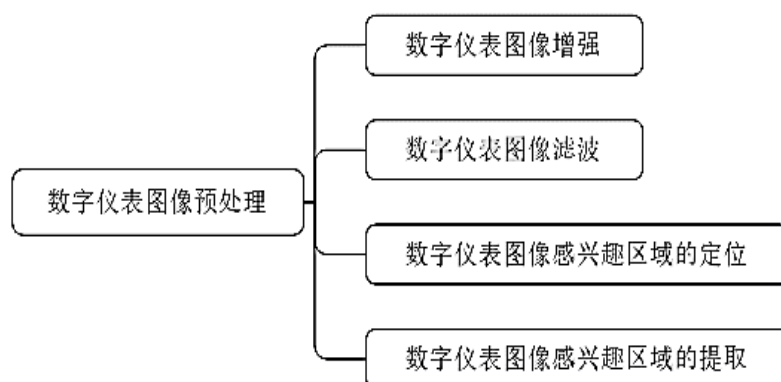 数字仪表图像增强
数字仪表图像滤波
数字仪表图像预处理
数字仪表图像感兴趣区域的定位
数字仪表图像感兴趣区域的提取